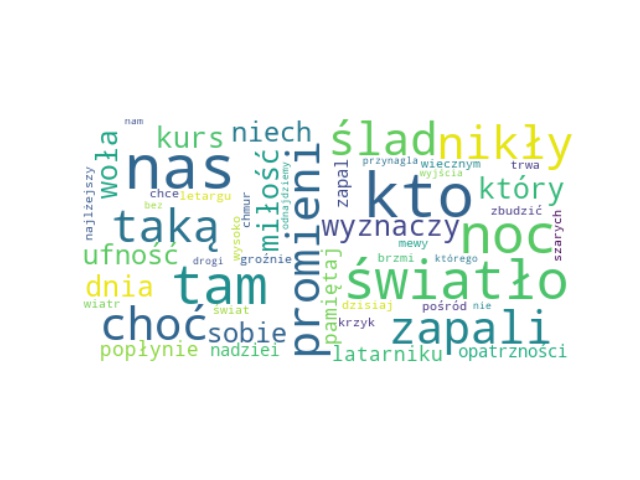 nam
kurs
niech
ślad
nikły
woła
nas
miłość
odnajdziemy
promieni
przynagla
wiecznym
trwa
wyjścia
zapal
kto
który
najlżejszy
chce
letargu
bez
chmur
taką
wysoko
wyznaczy
zbudzić
noc
szarych
ufność
drogi
groźnie
pamiętaj
mewy
brzmi
którego
dnia
tam
światło
wiatr
świat
dzisiaj
pośród
nie
choć
sobie
krzyk
zapali
popłynie
nadziei
latarniku
opatrzności